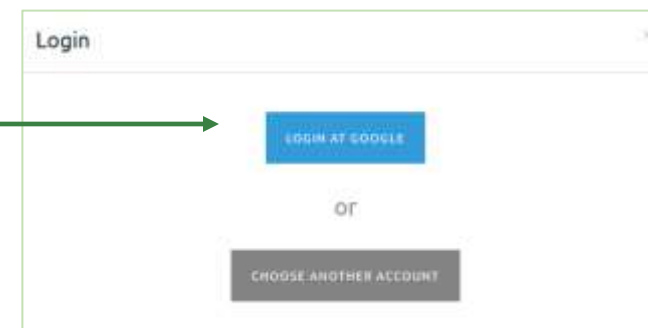 Login
LOGIN AT GOOGLE
or
CHOOSE ANOTHER ACCOUNT